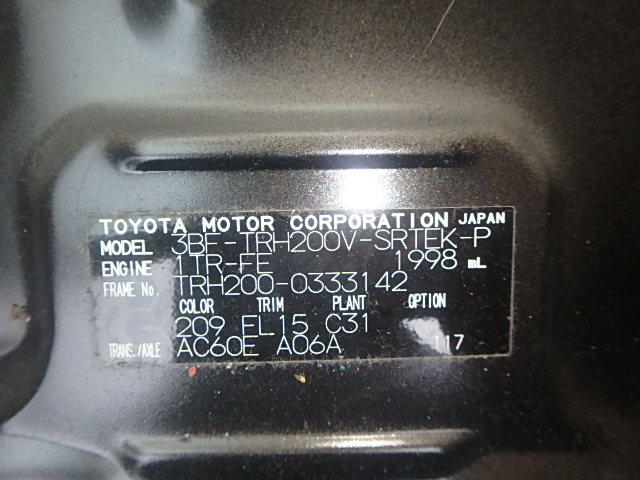 TOYOTA MOTOR CORPORATION JAPAN
MODEL 3BF-TRH200V-SRTEK-P
ENGINE 1TR-FE 1998 mL
FRAME No. TRH200-0333142
COLOR TRIM PLANT OPTION
209 FL15 C31
TRANS./AXLE AC60E A06A 117